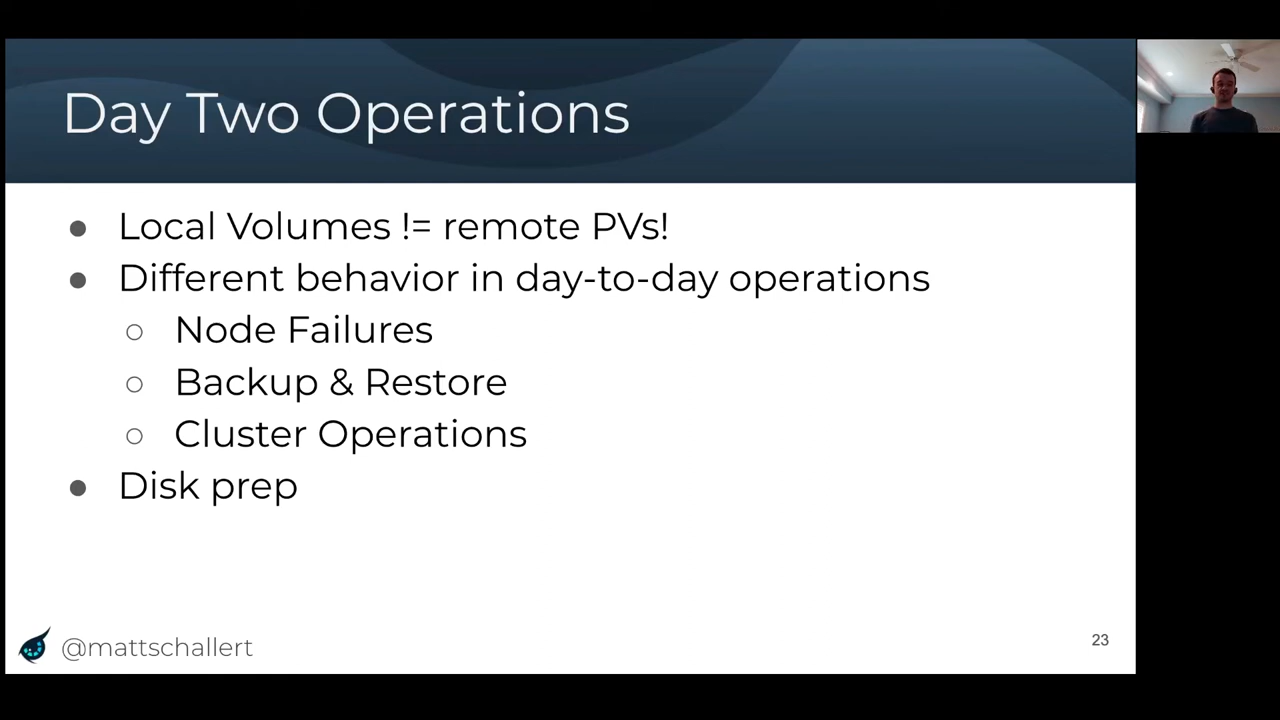 Day Two Operations
● Local Volumes != remote PVs!
● Different behavior in day-to-day operations
○ Node Failures
○ Backup & Restore
○ Cluster Operations
● Disk prep
@mattschallert
23